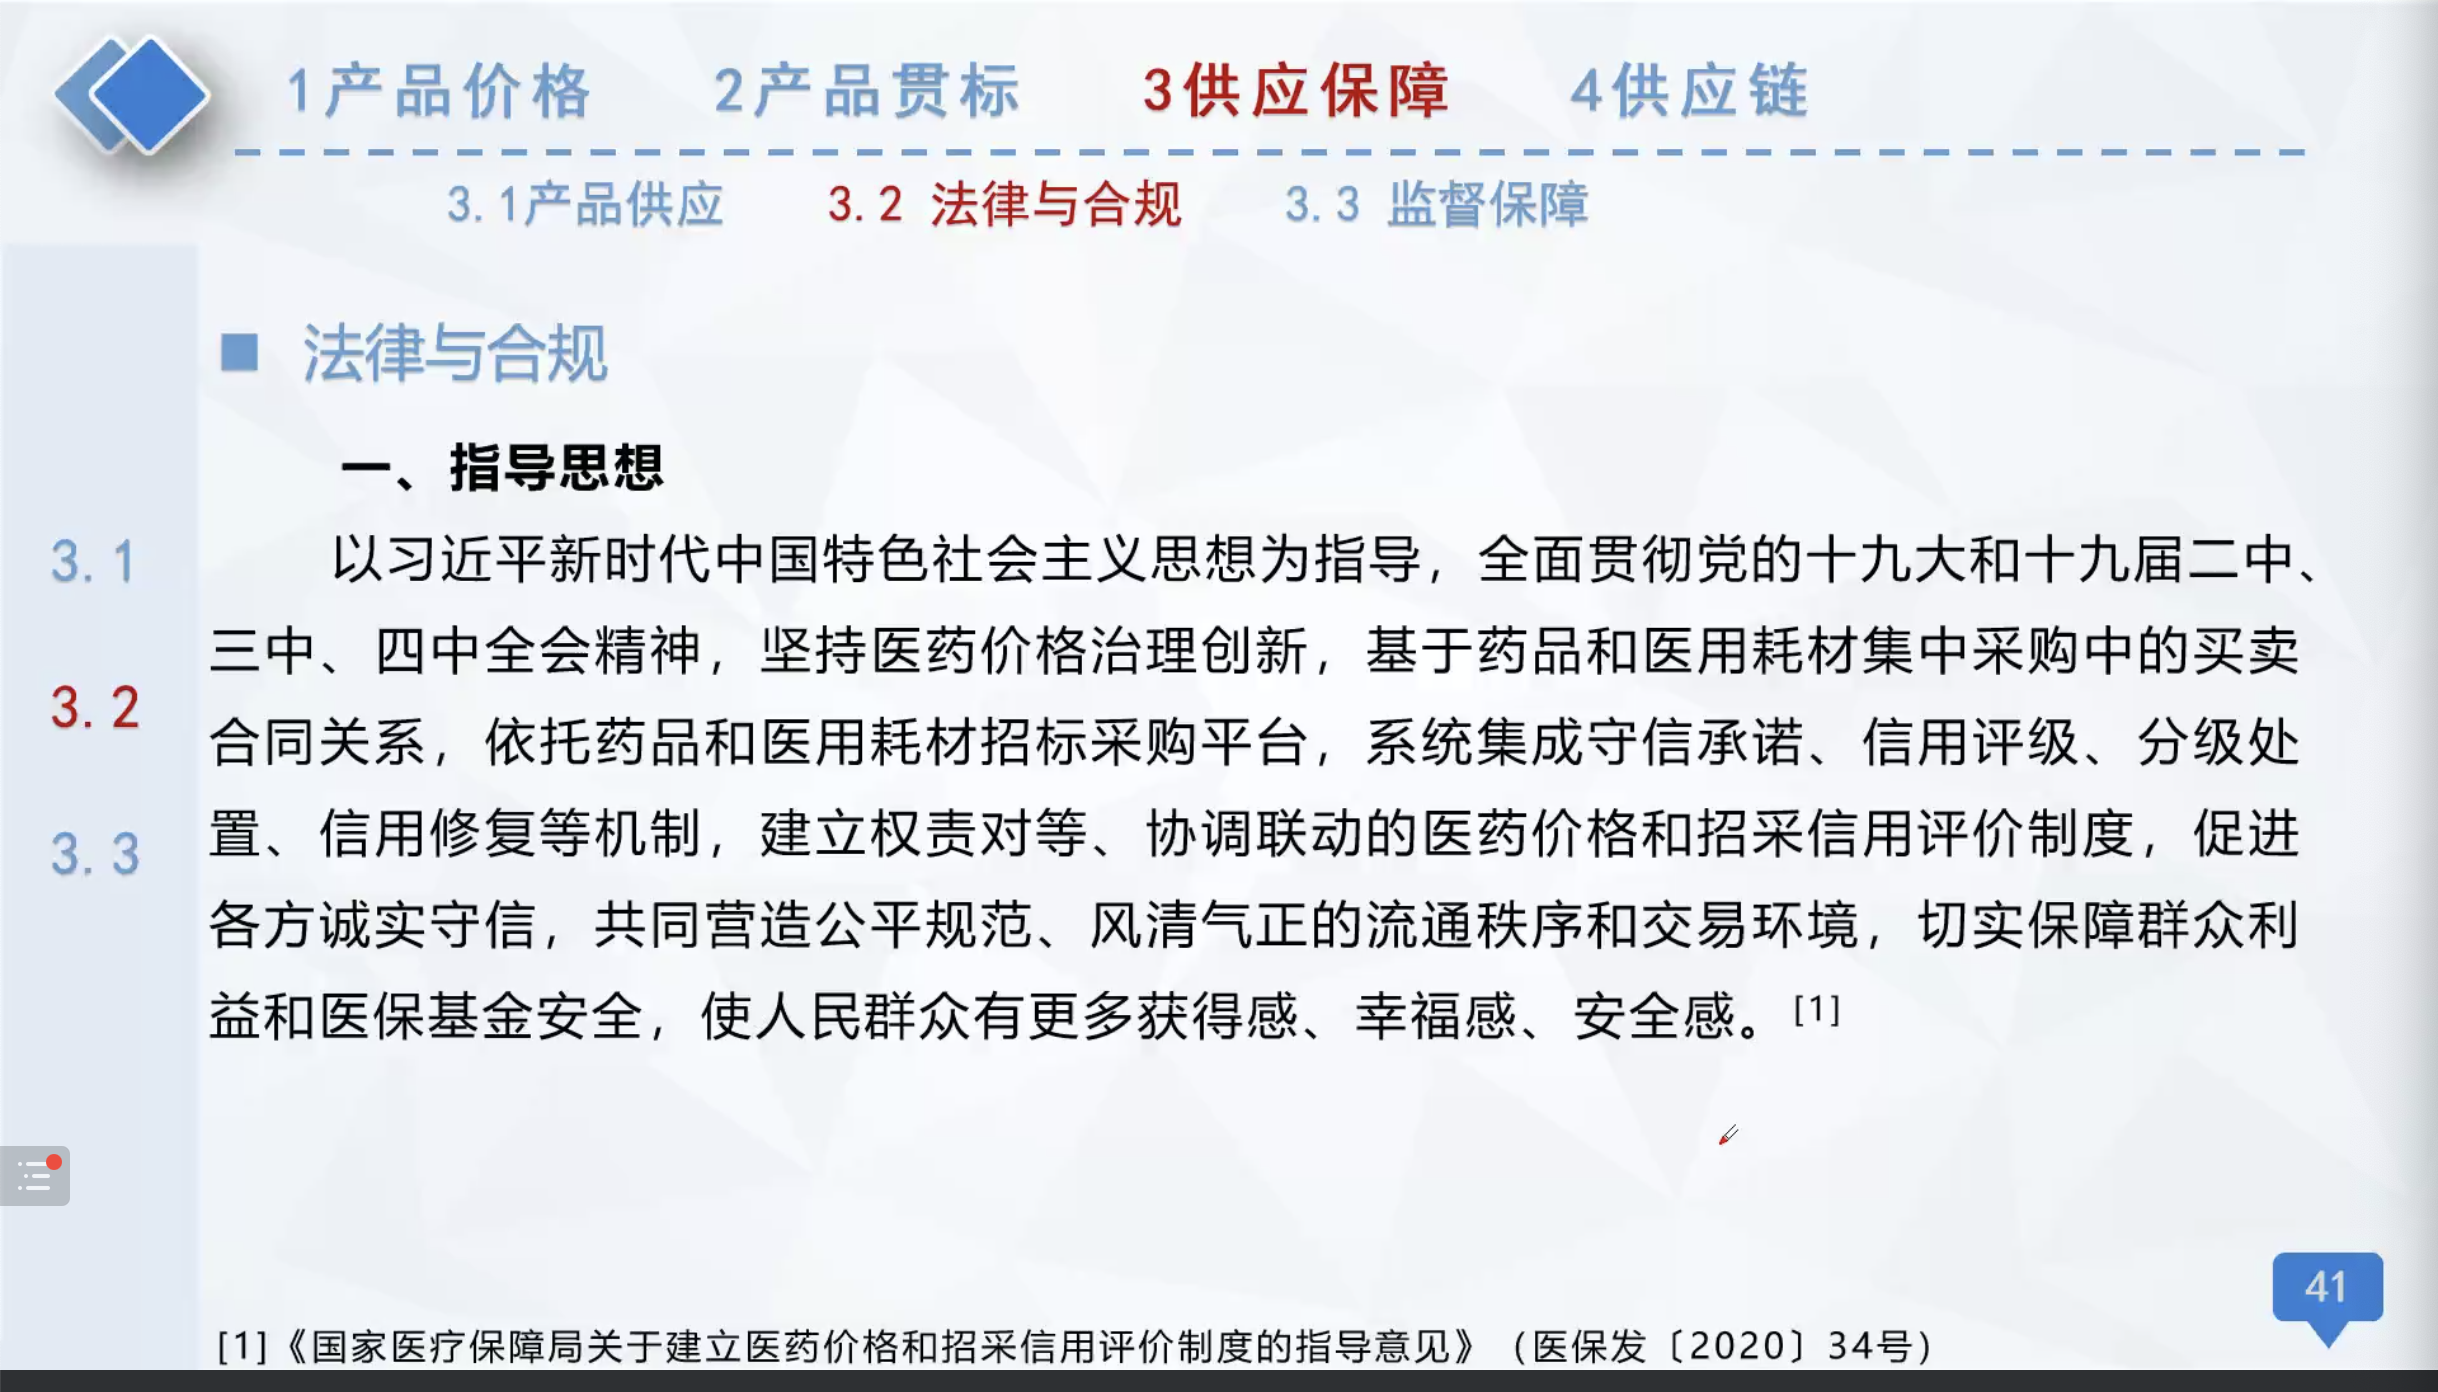 1产品价格 2产品贯标 3供应保障 4供应链
3.1产品供应 3.2 法律与合规 3.3 监督保障
法律与合规
一、指导思想
以习近平新时代中国特色社会主义思想为指导，全面贯彻党的十九大和十九届二中、
三中、四中全会精神，坚持医药价格治理创新，基于药品和医用耗材集中采购中的买卖
合同关系，依托药品和医用耗材招标采购平台，系统集成守信承诺、信用评级、分级处
置、信用修复等机制，建立权责对等、协调联动的医药价格和招采信用评价制度，促进
各方诚实守信，共同营造公平规范、风清气正的流通秩序和交易环境，切实保障群众利
益和医保基金安全，使人民群众有更多获得感、幸福感、安全感。[1]
3.1
3.2
3.3
41
[1]《国家医疗保障局关于建立医药价格和招采信用评价制度的指导意见》（医保发〔2020〕34号）